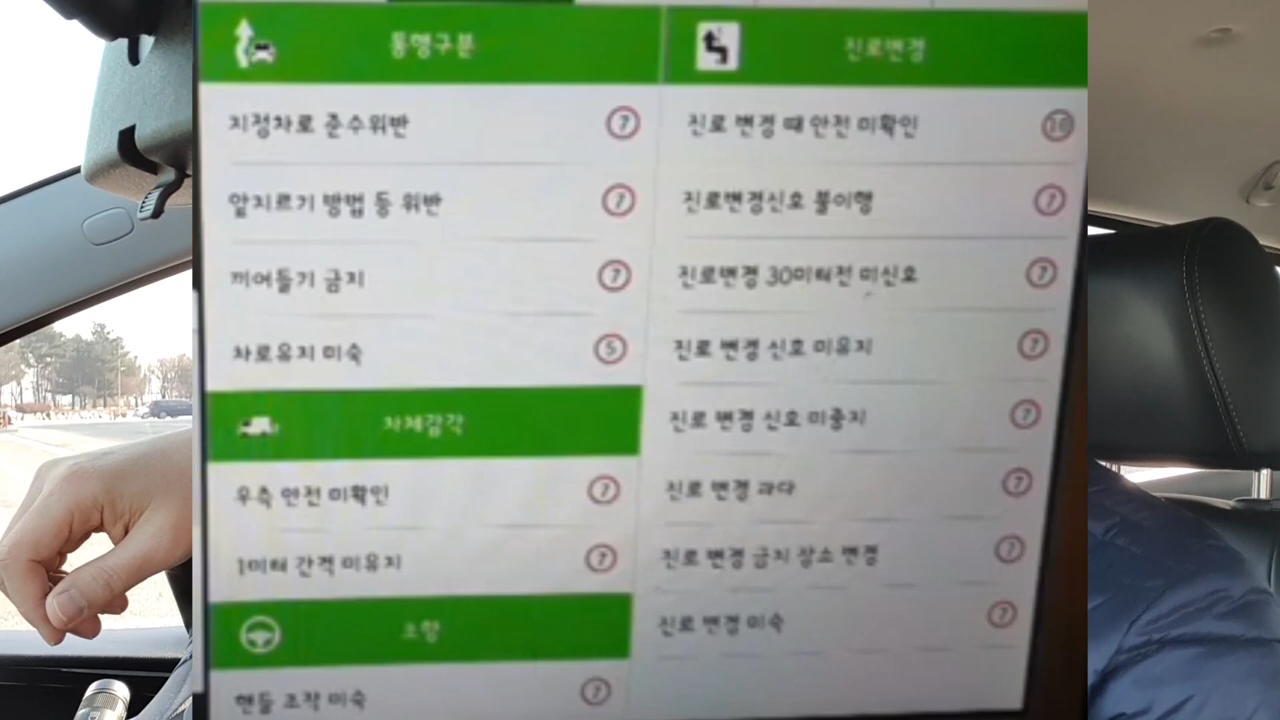 통행구분
지정차로 준수위반 7
앞지르기 방법 등 위반 7
끼어들기 금지 7
차로유지 미숙 5
차체감각
우측 안전 미확인 7
1미터 간격 미유지 7
조향
핸들 조작 미숙 7
진로변경
진로 변경 때 안전 미확인 10
진로변경신호 불이행 7
진로변경 30미터전 미신호 7
진로 변경 신호 미유지 7
진로 변경 신호 미중지 7
진로 변경 과다 7
진로 변경 금지 장소 변경 7
진로 변경 미숙 7